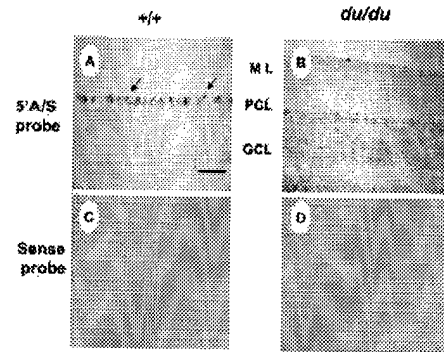 +/+ du/du
A
B
5'A/S probe
ML
PCL
GCL
C
D
Sense probe